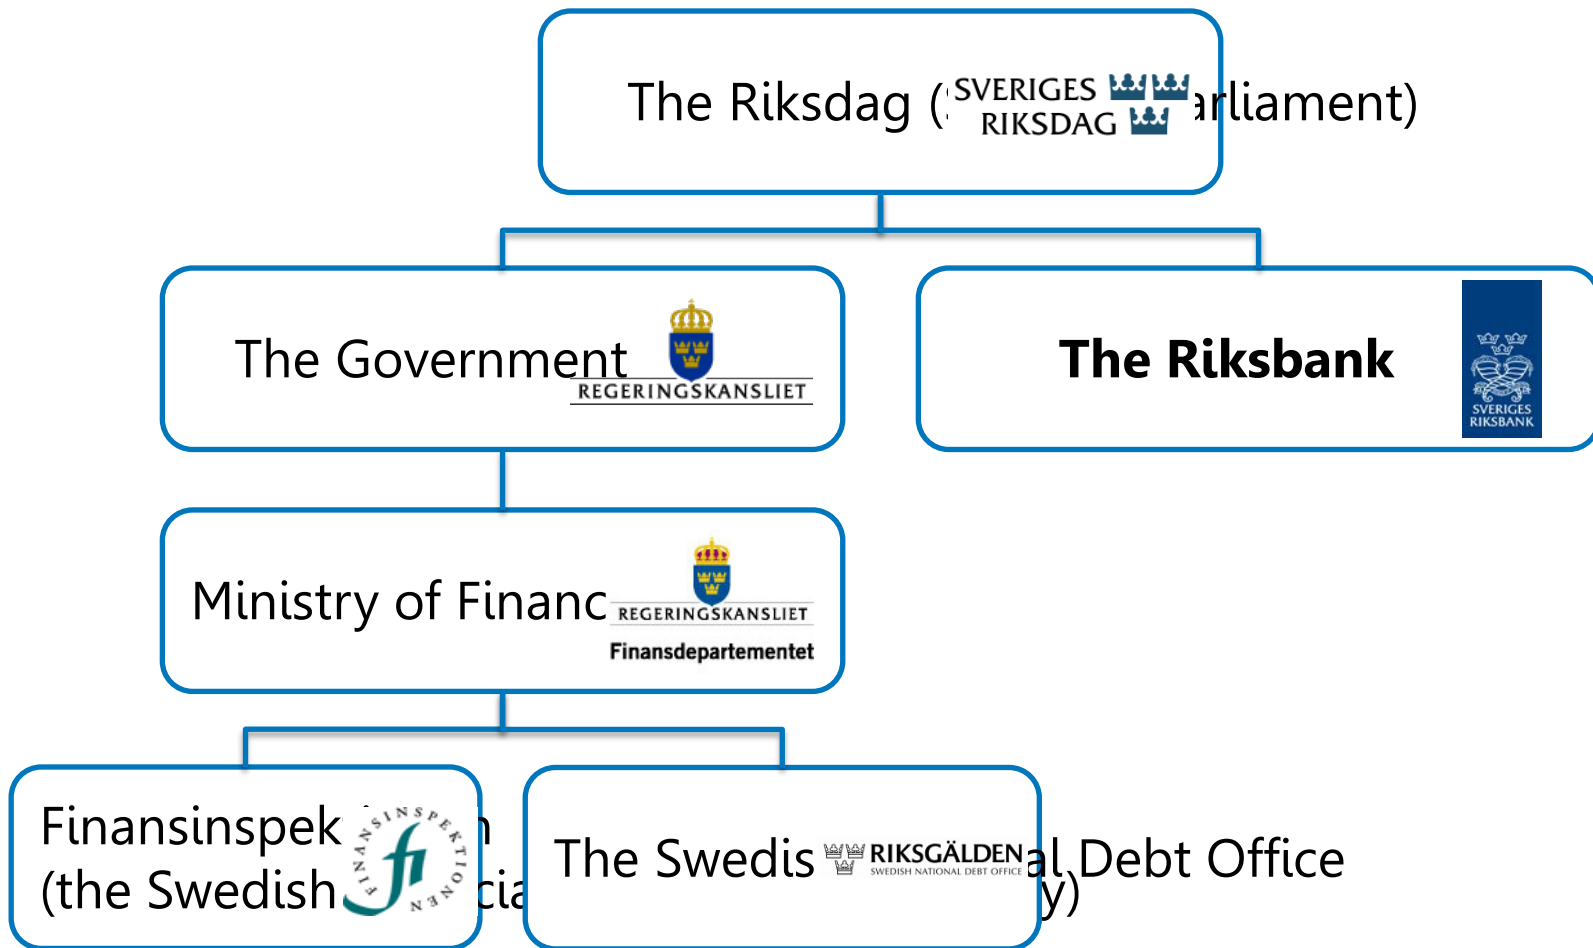 The Riksdag ( arliament)
SVERIGES
RIKSDAG
The Government
REGERINGSKANSLIET
The Riksbank
SVERIGES
RIKSBANK
Ministry of Financ
REGERINGSKANSLIET
Finansdepartementet
Finansinspek n
(the Swedish cia y)
FINANSINSPEKTIONEN
fi
The Swedis al Debt Office
RIKSGÄLDEN
SWEDISH NATIONAL DEBT OFFICE